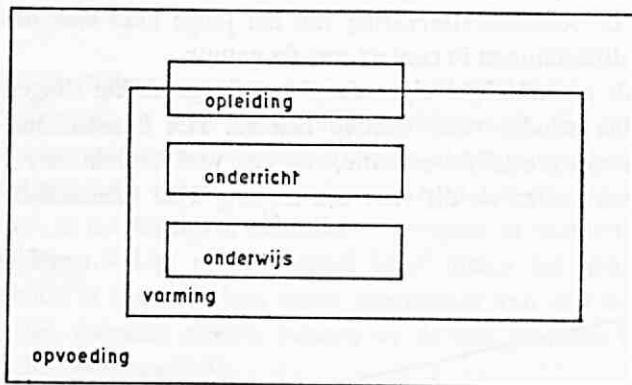 opleiding
onderricht
onderwijs
vorming
opvoeding